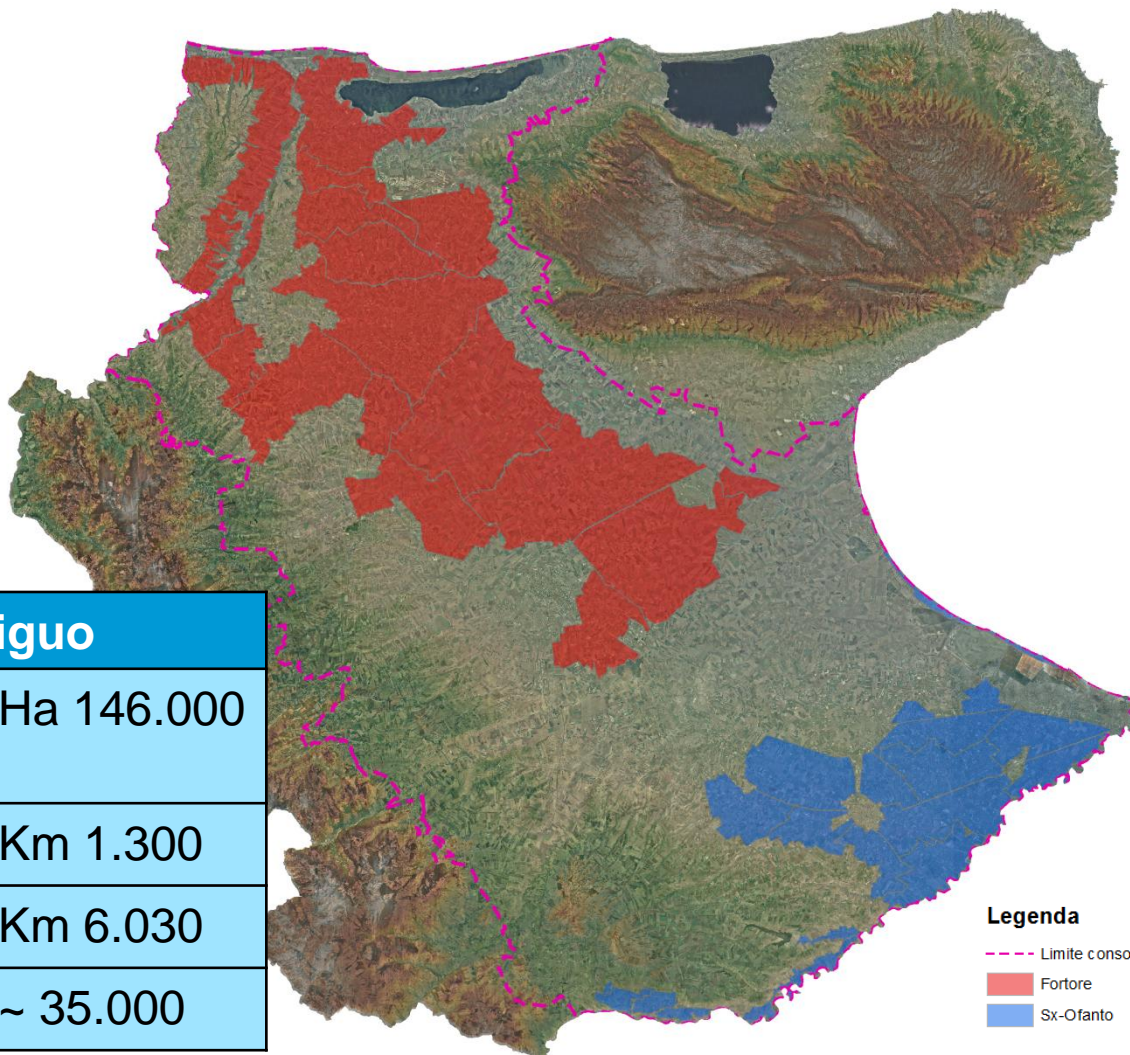 iguo
Ha 146.000
Km 1.300
Km 6.030
~ 35.000
Legenda
Limite conso
Fortore
Sx-Ofanto